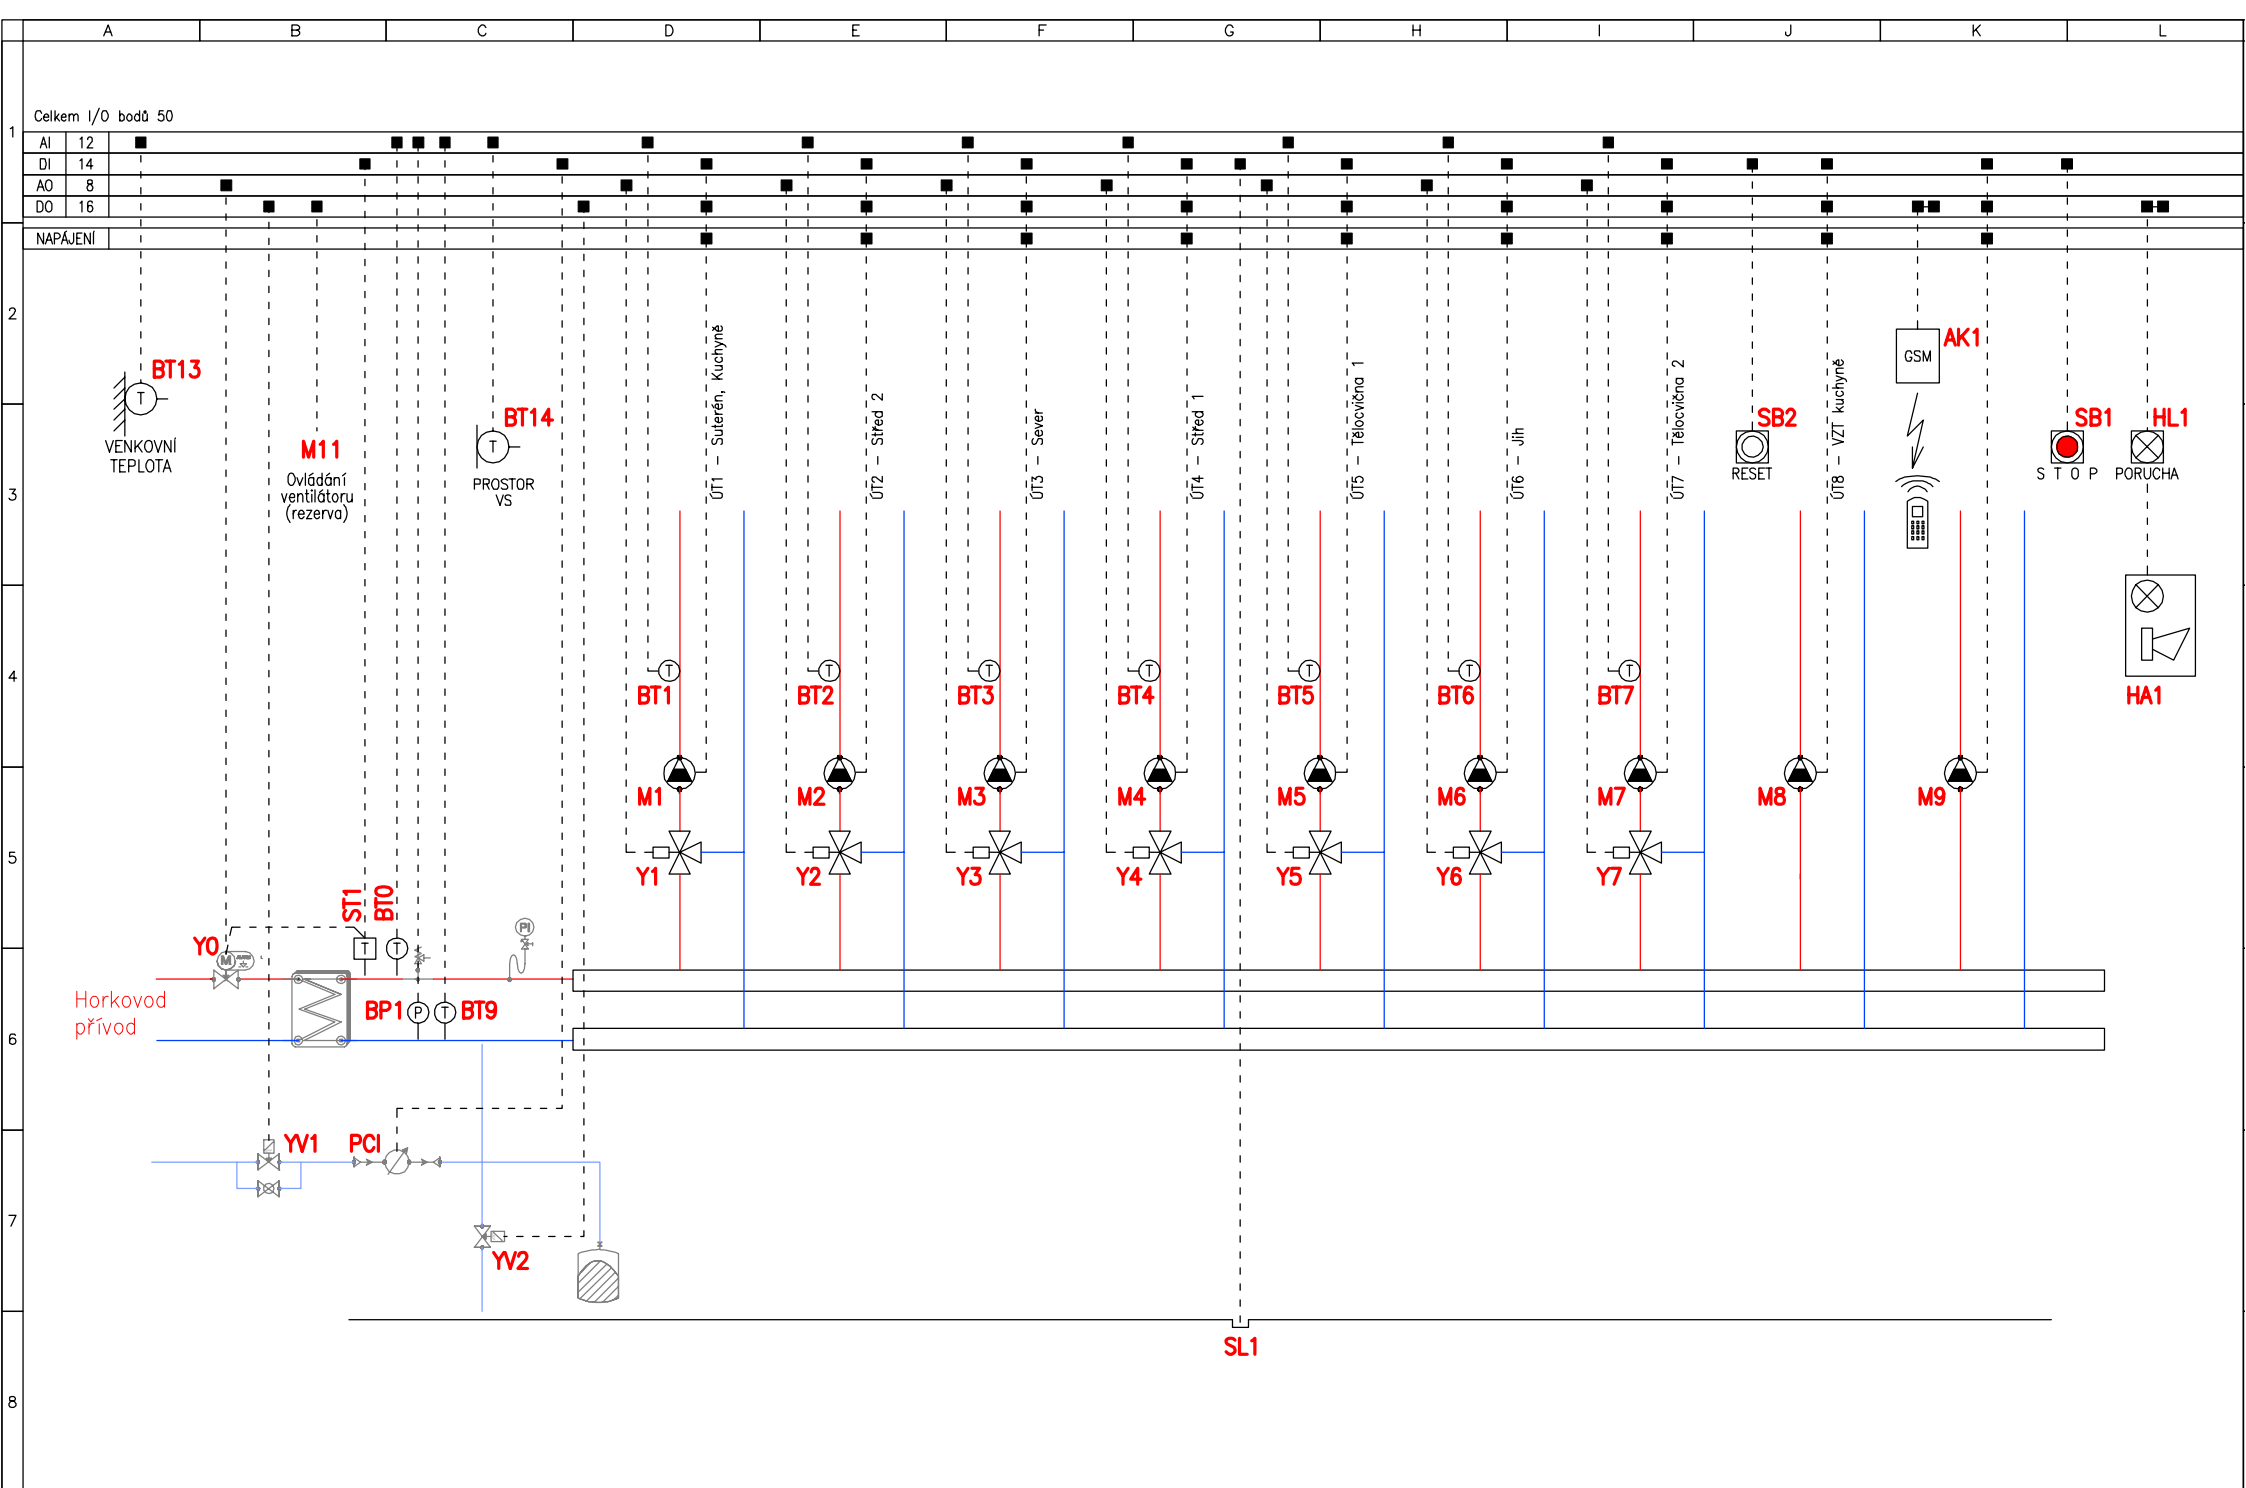 A B C D E F G H I J K L
Celkem I/O bodů 50
1
AI 12
DI 14
AO 8
DO 16
NAPÁJENÍ
2
BT13
T
VENKOVNÍ
TEPLOTA
M11
Ovládání
ventilátoru
(rezerva)
BT14
T
PROSTOR
VS
ÚT1 - Suterén, Kuchyně
ÚT2 - Střed 2
ÚT3 - Sever
ÚT4 - Střed 1
ÚT5 - Tělocvična 1
ÚT6 - Jih
ÚT7 - Tělocvična 2
SB2
RESET
ÚT8 - VZT kuchyně
GSM
AK1
SB1
S T O P
HL1
PORUCHA
3
4
T T T T T T T
BT1 BT2 BT3 BT4 BT5 BT6 BT7
HA1
M1 M2 M3 M4 M5 M6 M7 M8 M9
5
Y1 Y2 Y3 Y4 Y5 Y6 Y7
ST1
BT0
Y0
M
T
T
PI
Horkovod
přívod
BP1
P
T
BT9
6
YV1
PCI
7
YV2
SL1
8